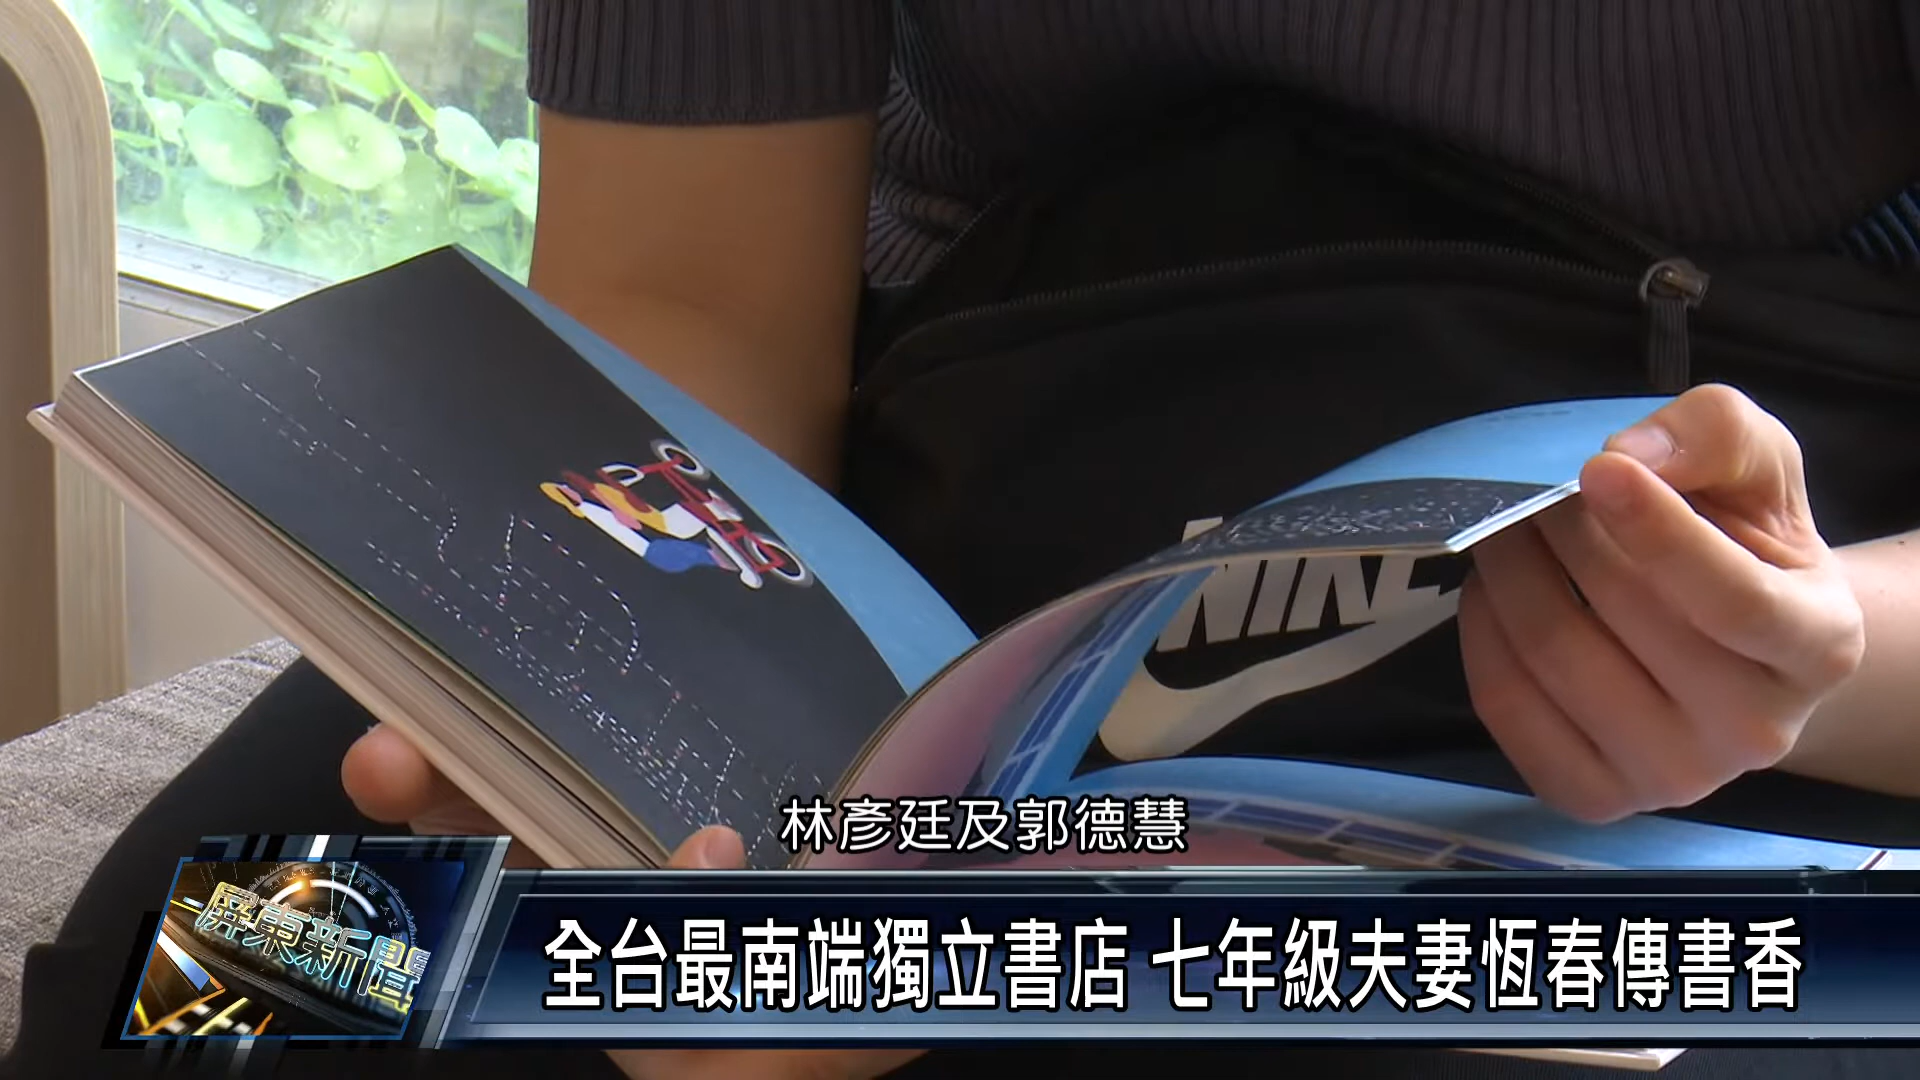 NIKE
林彥廷及郭德慧
屏東新聞
全台最南端獨立書店 七年級夫妻恆春傳書香